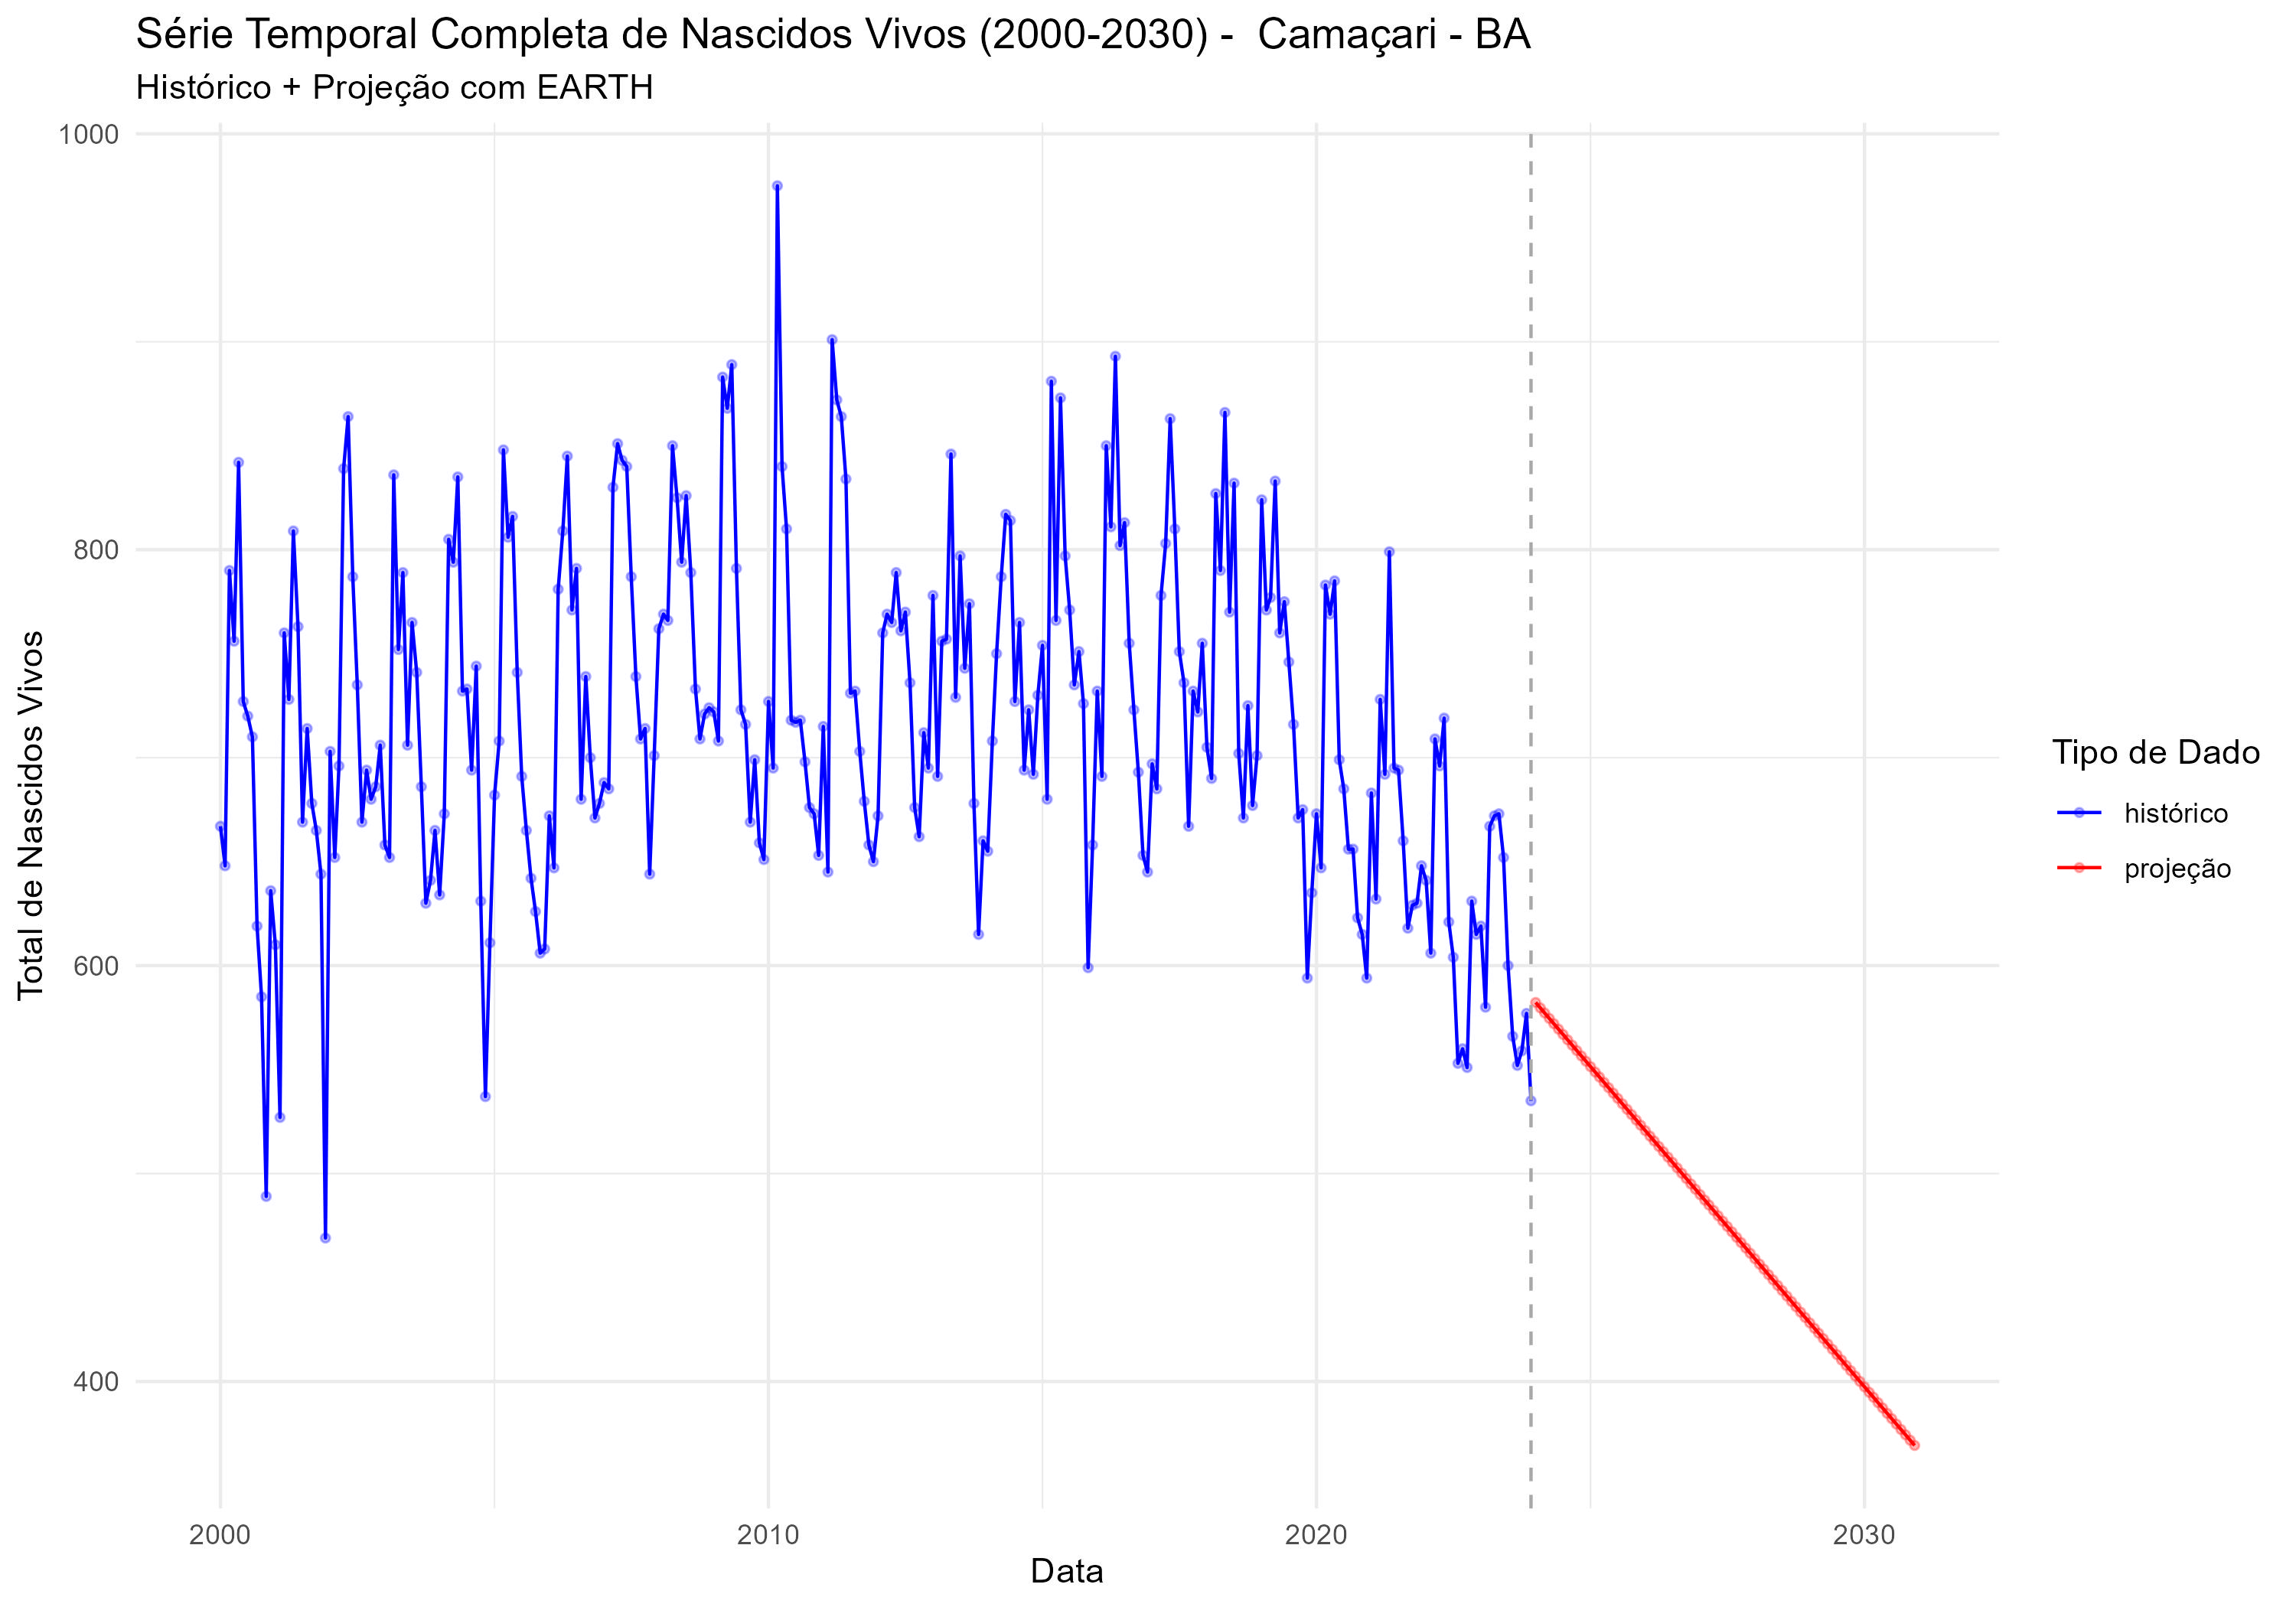 Série Temporal Completa de Nascidos Vivos (2000-2030) -  Camaçari - BA
Histórico + Projeção com EARTH
Total de Nascidos Vivos
1000
800
600
400
2000
2010
2020
2030
Data
Tipo de Dado
histórico
projeção